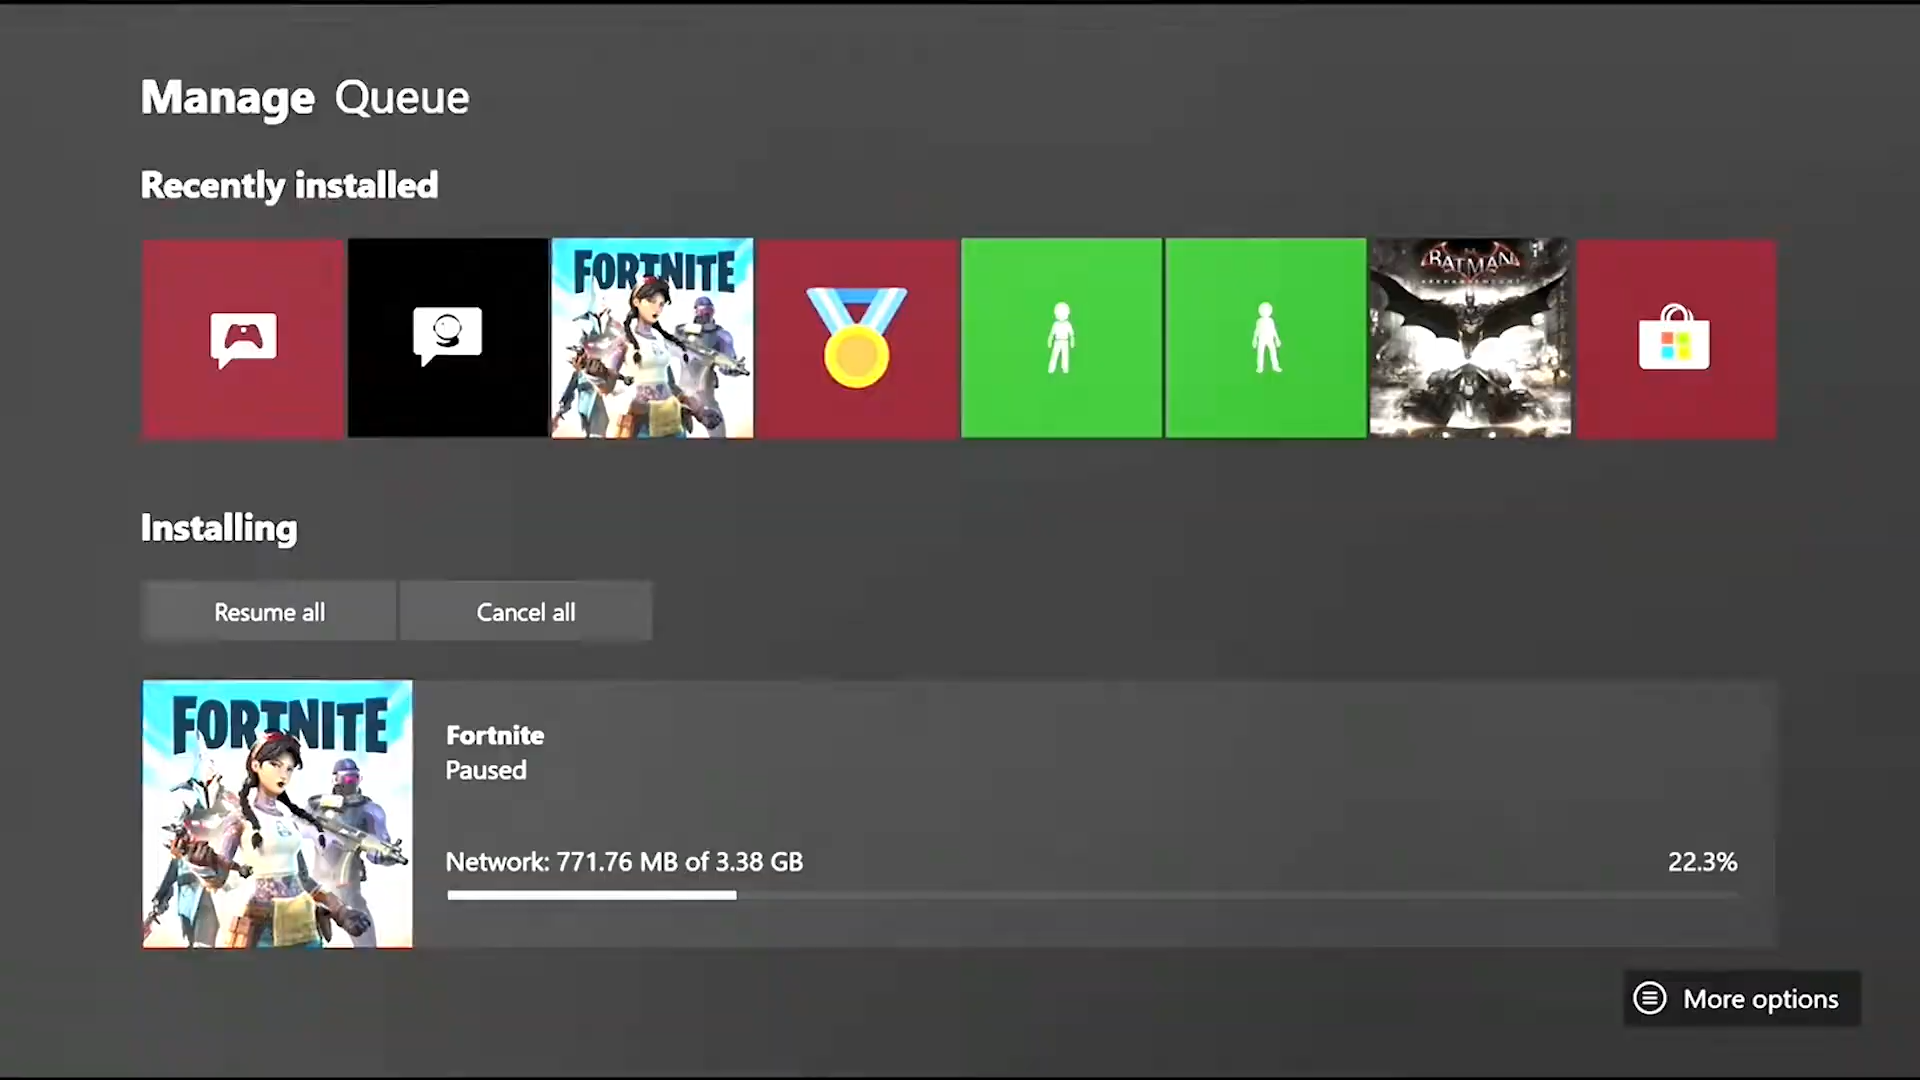 Manage Queue
Recently installed
FORTNITE
BATMAN
Installing
Resume all
Cancel all
FORTNITE
Fortnite
Paused
Network: 771.76 MB of 3.38 GB
22.3%
More options